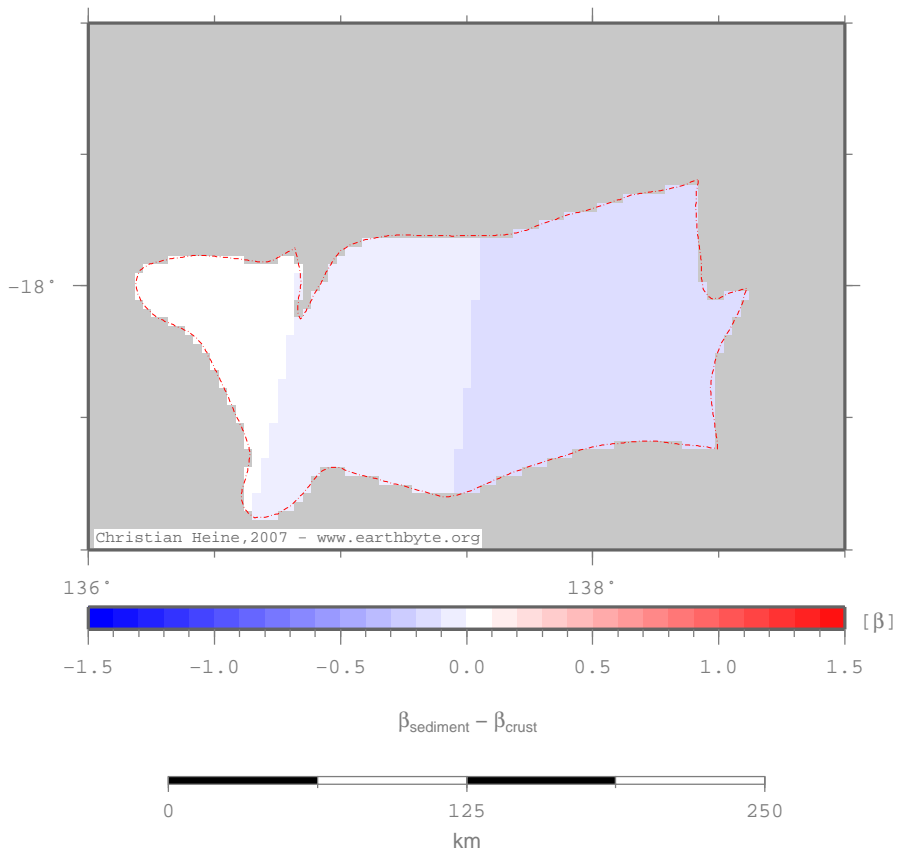 -18°
Christian Heine,2007 - www.earthbyte.org
136° 138°
[β]
-1.5 -1.0 -0.5 0.0 0.5 1.0 1.5
βsediment − βcrust
0 125 250
km